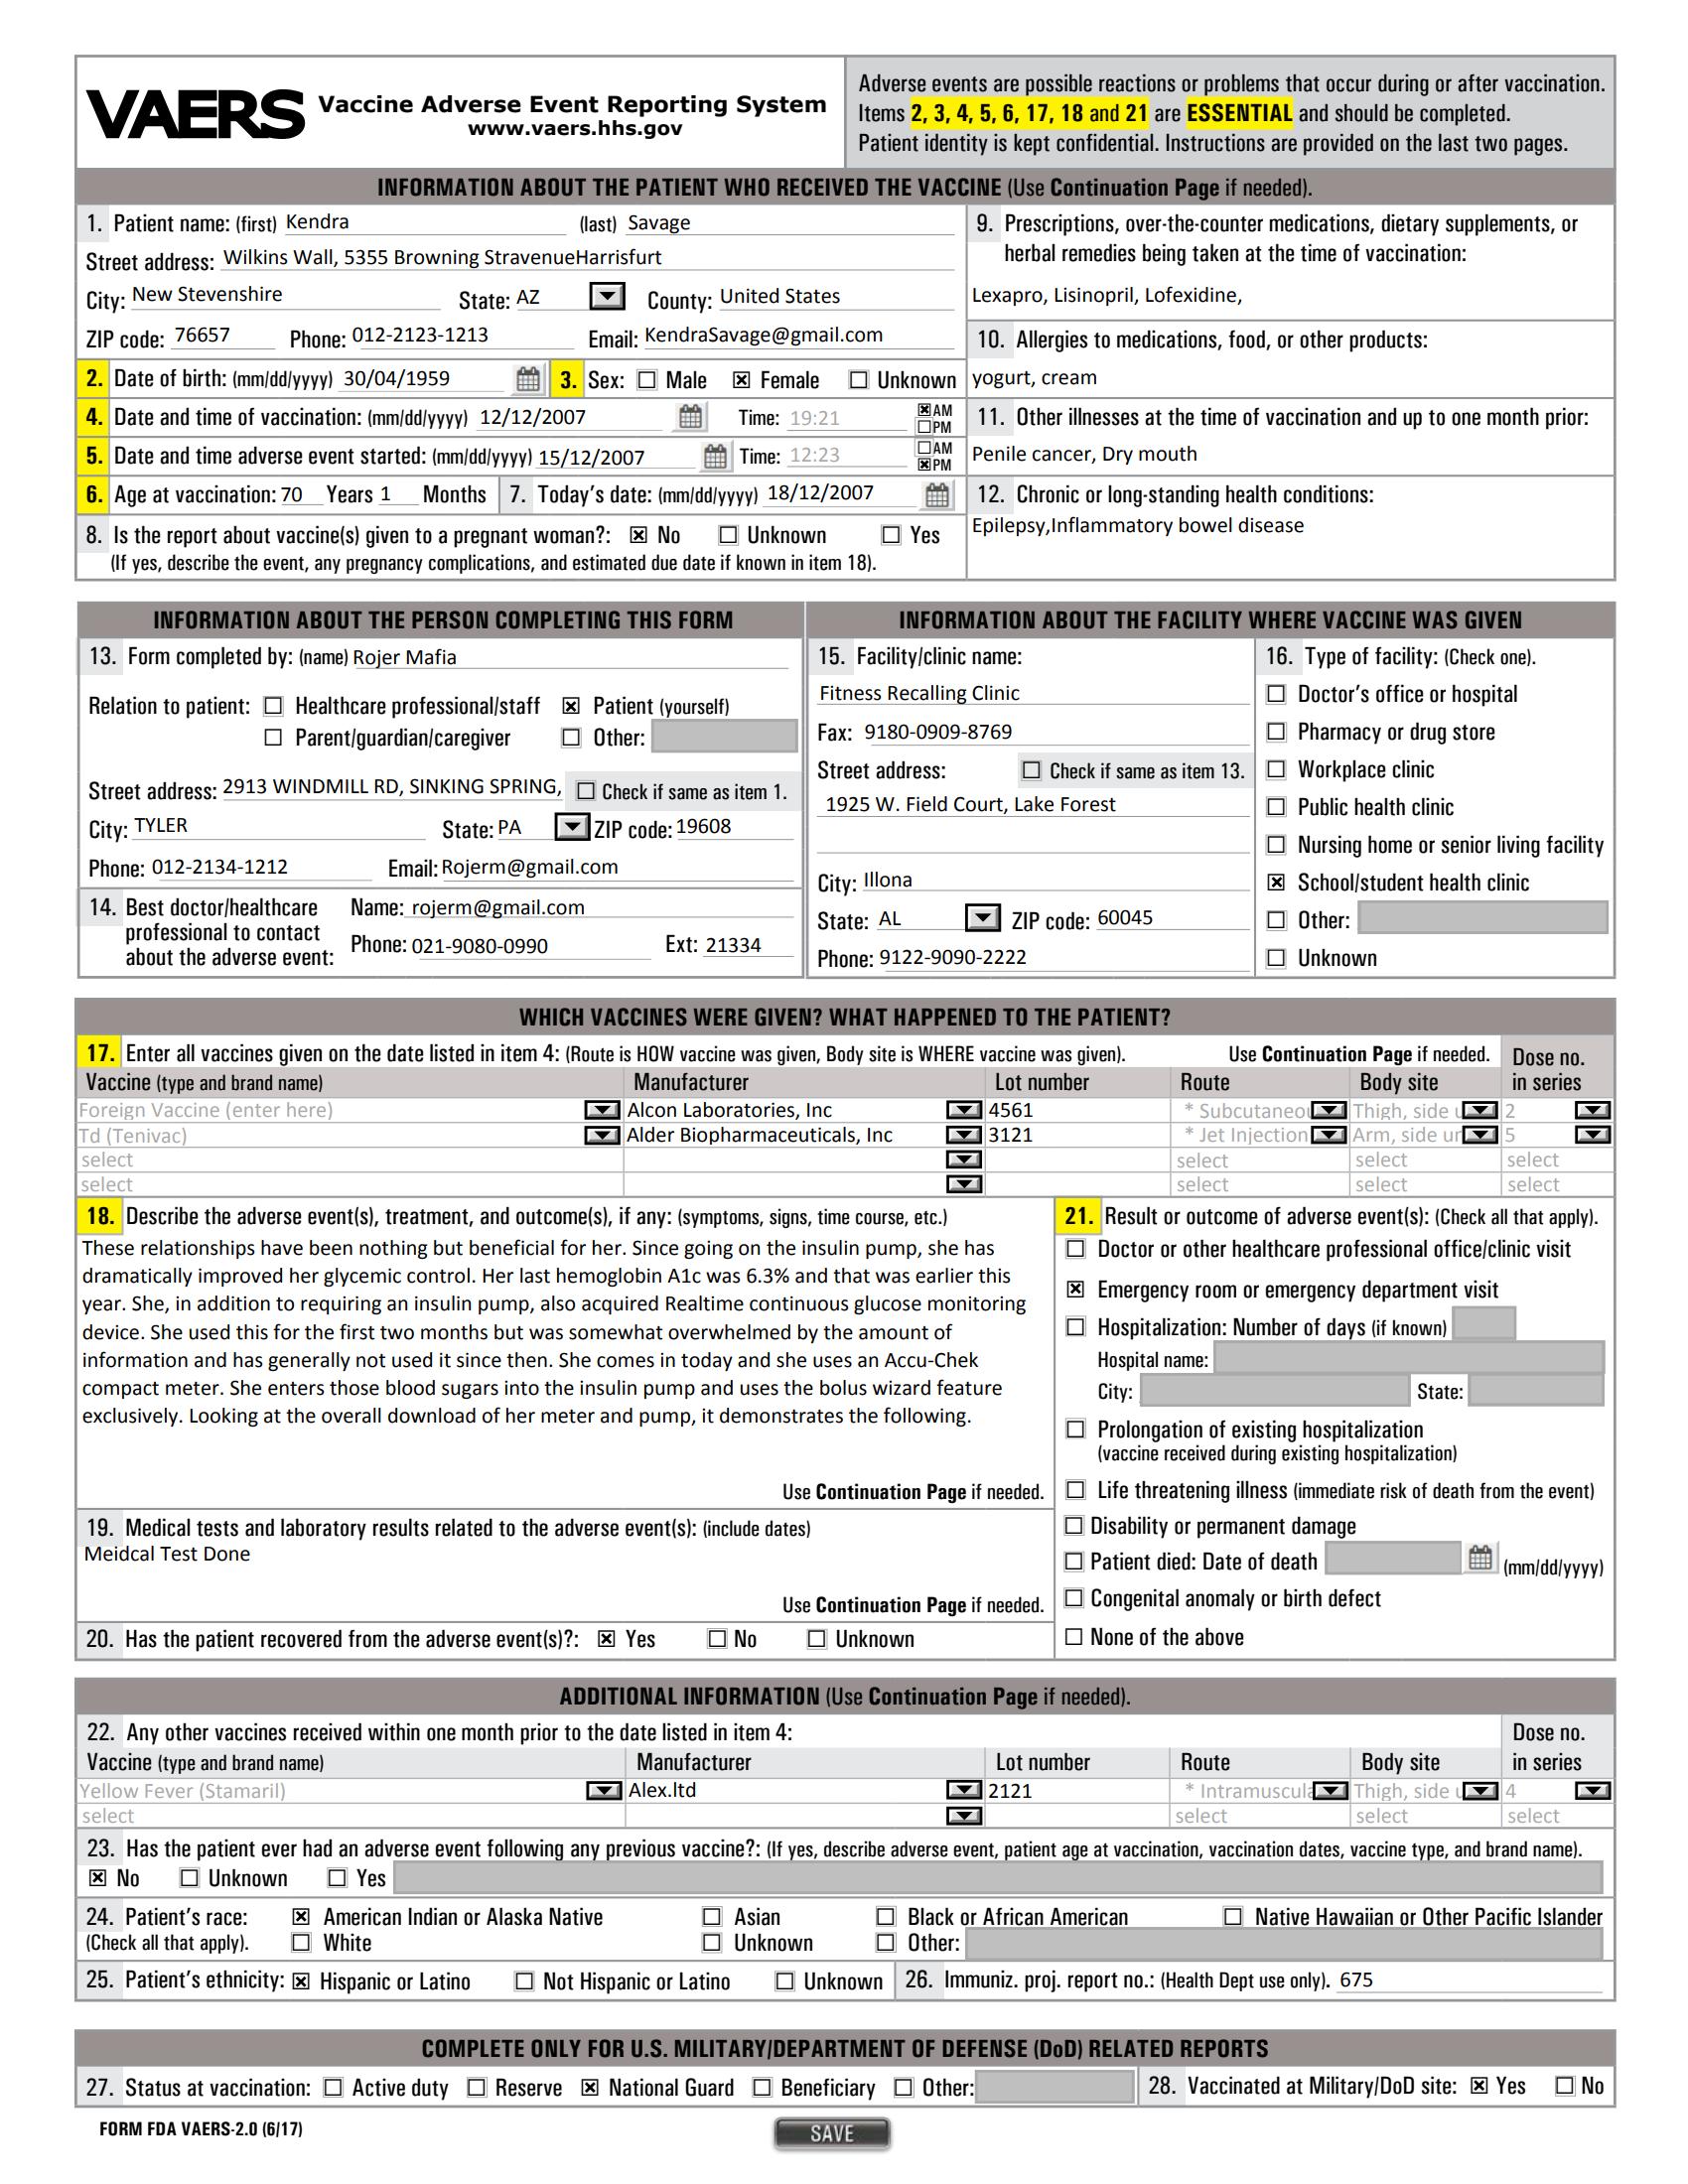 VAERS Vaccine Adverse Event Reporting System
www.vaers.hhs.gov
Adverse events are possible reactions or problems that occur during or after vaccination.
Items 2, 3, 4, 5, 6, 17, 18 and 21 are ESSENTIAL and should be completed.
Patient identity is kept confidential. Instructions are provided on the last two pages.
INFORMATION ABOUT THE PATIENT WHO RECEIVED THE VACCINE (Use Continuation Page if needed).
1. Patient name: (first) Kendra (last) Savage
Street address: Wilkins Wall, 5355 Browning StravenueHarrisfurt
City: New Stevenshire State: AZ County: United States
ZIP code: 76657 Phone: 012-2123-1213 Email: KendraSavage@gmail.com
2. Date of birth: (mm/dd/yyyy) 30/04/1959 3. Sex: Male Female Unknown
4. Date and time of vaccination: (mm/dd/yyyy) 12/12/2007 Time: 19:21 AM PM
5. Date and time adverse event started: (mm/dd/yyyy) 15/12/2007 Time: 12:23 AM PM
6. Age at vaccination: 70 Years 1 Months 7. Today's date: (mm/dd/yyyy) 18/12/2007
8. Is the report about vaccine(s) given to a pregnant woman?: No Unknown Yes
(If yes, describe the event, any pregnancy complications, and estimated due date if known in item 18).
9. Prescriptions, over-the-counter medications, dietary supplements, or
herbal remedies being taken at the time of vaccination:
Lexapro, Lisinopril, Lofexidine,
10. Allergies to medications, food, or other products:
yogurt, cream
11. Other illnesses at the time of vaccination and up to one month prior:
Penile cancer, Dry mouth
12. Chronic or long-standing health conditions:
Epilepsy,Inflammatory bowel disease
INFORMATION ABOUT THE PERSON COMPLETING THIS FORM
13. Form completed by: (name) Rojer Mafia
Relation to patient: Healthcare professional/staff Patient (yourself)
Parent/guardian/caregiver Other:
Street address: 2913 WINDMILL RD, SINKING SPRING, Check if same as item 1.
City: TYLER State: PA ZIP code: 19608
Phone: 012-2134-1212 Email: Rojerm@gmail.com
14. Best doctor/healthcare
professional to contact
about the adverse event:
Name: rojerm@gmail.com
Phone: 021-9080-0990 Ext: 21334
INFORMATION ABOUT THE FACILITY WHERE VACCINE WAS GIVEN
15. Facility/clinic name:
Fitness Recalling Clinic
Fax: 9180-0909-8769
Street address: Check if same as item 13.
1925 W. Field Court, Lake Forest
City: Illona
State: AL ZIP code: 60045
Phone: 9122-9090-2222
16. Type of facility: (Check one).
Doctor's office or hospital
Pharmacy or drug store
Workplace clinic
Public health clinic
Nursing home or senior living facility
School/student health clinic
Other:
Unknown
WHICH VACCINES WERE GIVEN? WHAT HAPPENED TO THE PATIENT?
17. Enter all vaccines given on the date listed in item 4: (Route is HOW vaccine was given, Body site is WHERE vaccine was given). Use Continuation Page if needed. Dose no.
Vaccine (type and brand name) Manufacturer Lot number Route Body site in series
Foreign Vaccine (enter here) Alcon Laboratories, Inc 4561 * Subcutaneou Thigh, side u 2
Td (Tenivac) Alder Biopharmaceuticals, Inc 3121 * Jet Injection Arm, side un 5
select select select select
select select select select
18. Describe the adverse event(s), treatment, and outcome(s), if any: (symptoms, signs, time course, etc.)
These relationships have been nothing but beneficial for her. Since going on the insulin pump, she has
dramatically improved her glycemic control. Her last hemoglobin A1c was 6.3% and that was earlier this
year. She, in addition to requiring an insulin pump, also acquired Realtime continuous glucose monitoring
device. She used this for the first two months but was somewhat overwhelmed by the amount of
information and has generally not used it since then. She comes in today and she uses an Accu-Chek
compact meter. She enters those blood sugars into the insulin pump and uses the bolus wizard feature
exclusively. Looking at the overall download of her meter and pump, it demonstrates the following.
Use Continuation Page if needed.
19. Medical tests and laboratory results related to the adverse event(s): (include dates)
Meidcal Test Done
Use Continuation Page if needed.
20. Has the patient recovered from the adverse event(s)?: Yes No Unknown
21. Result or outcome of adverse event(s): (Check all that apply).
Doctor or other healthcare professional office/clinic visit
Emergency room or emergency department visit
Hospitalization: Number of days (if known)
Hospital name:
City: State:
Prolongation of existing hospitalization
(vaccine received during existing hospitalization)
Life threatening illness (immediate risk of death from the event)
Disability or permanent damage
Patient died: Date of death (mm/dd/yyyy)
Congenital anomaly or birth defect
None of the above
ADDITIONAL INFORMATION (Use Continuation Page if needed).
22. Any other vaccines received within one month prior to the date listed in item 4: Dose no.
Vaccine (type and brand name) Manufacturer Lot number Route Body site in series
Yellow Fever (Stamaril) Alex.ltd 2121 * Intramuscula Thigh, side u 4
select select select select
23. Has the patient ever had an adverse event following any previous vaccine?: (If yes, describe adverse event, patient age at vaccination, vaccination dates, vaccine type, and brand name).
No Unknown Yes
24. Patient's race: American Indian or Alaska Native Asian Black or African American Native Hawaiian or Other Pacific Islander
(Check all that apply). White Unknown Other:
25. Patient's ethnicity: Hispanic or Latino Not Hispanic or Latino Unknown 26. Immuniz. proj. report no.: (Health Dept use only). 675
COMPLETE ONLY FOR U.S. MILITARY/DEPARTMENT OF DEFENSE (DoD) RELATED REPORTS
27. Status at vaccination: Active duty Reserve National Guard Beneficiary Other: 28. Vaccinated at Military/DoD site: Yes No
FORM FDA VAERS-2.0 (6/17)
SAVE